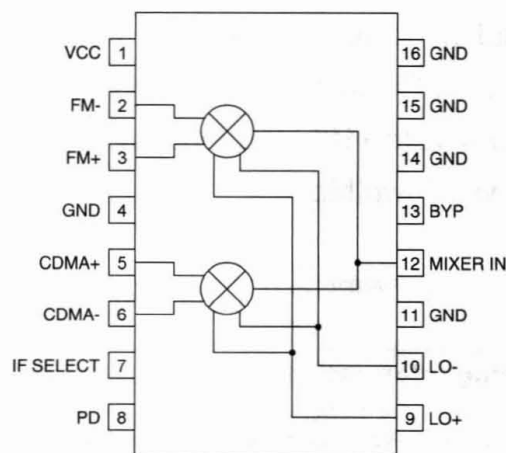 VCC 1
16 GND
FM- 2
15 GND
FM+ 3
14 GND
GND 4
13 BYP
CDMA+ 5
12 MIXER IN
CDMA- 6
11 GND
IF SELECT 7
10 LO-
PD 8
9 LO+